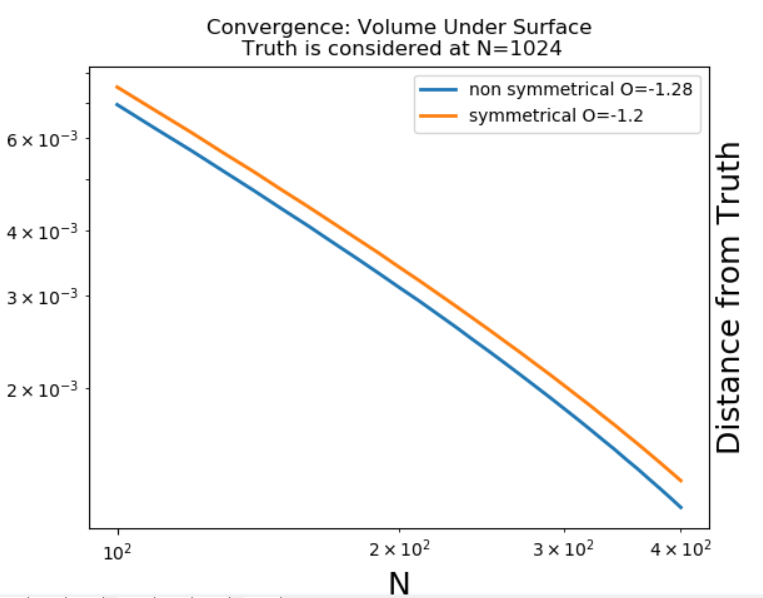 Convergence: Volume Under Surface
Truth is considered at N=1024
non symmetrical O=-1.28
symmetrical O=-1.2
6 × 10⁻³
4 × 10⁻³
3 × 10⁻³
2 × 10⁻³
Distance from Truth
10²
2 × 10²
3 × 10²
4 × 10²
N